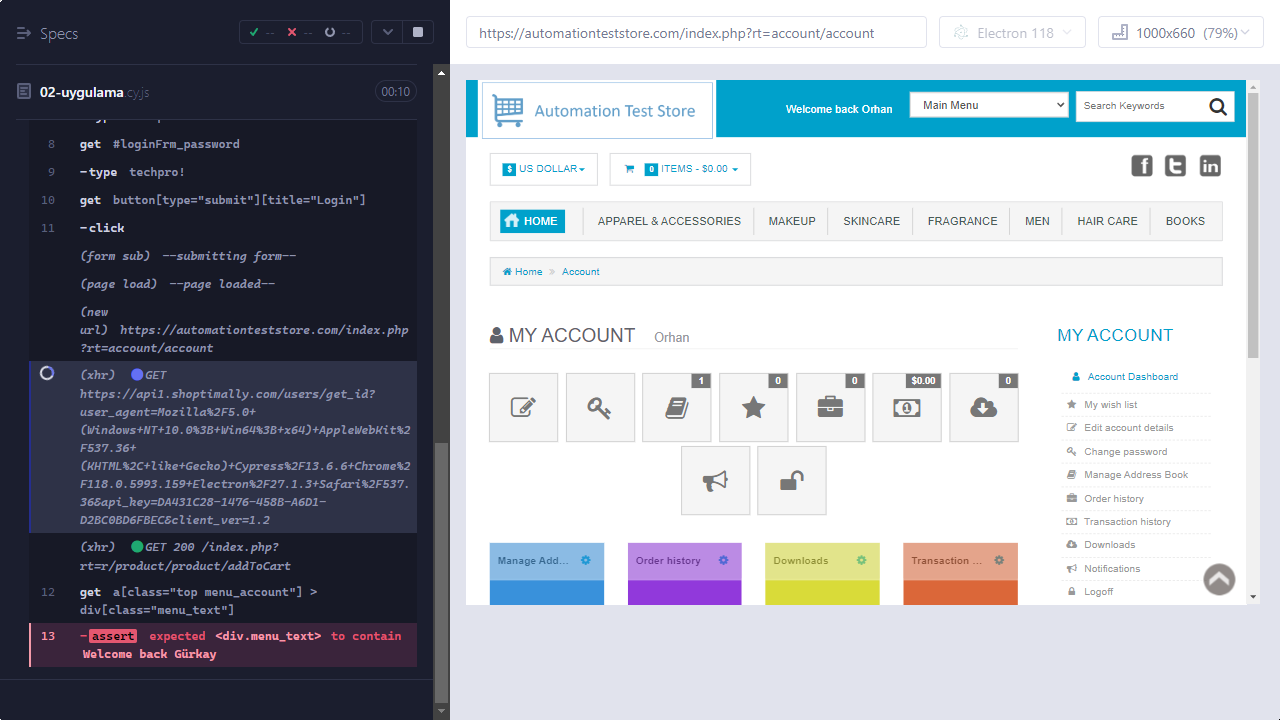 Specs
--
--
--
02-uygulama.cy.js
00:10
8 get #loginFrm_password
9 -type techpro!
10 get button[type="submit"][title="Login"]
11 -click
(form sub) --submitting form--
(page load) --page loaded--
(new
url) https://automationteststore.com/index.php
?rt=account/account
(xhr) GET
https://api1.shoptimally.com/users/get_id?
user_agent=Mozilla%2F5.0+
(Windows+NT+10.0%3B+Win64%3B+x64)+AppleWebKit%2
F537.36+
(KHTML%2C+like+Gecho)+Cypress%2F13.6.6+Chrome%2
F118.0.5993.159+Electron%2F27.1.3+Safari%2F537.
36&api_key=DA431C28-1476-458B-A6D1-
D2BC0BD6FBEC&client_ver=1.2
(xhr) GET 200 /index.php?
rt=r/product/product/addToCart
12 get a[class="top menu_account"] >
div[class="menu_text"]
13 -assert expected <div.menu_text> to contain
Welcome back Gürkay
https://automationteststore.com/index.php?rt=account/account
Electron 118
1000x660 (79%)
Automation Test Store
Welcome back Orhan
Main Menu
Search Keywords
$ US DOLLAR
0 ITEMS - $0.00
HOME
APPAREL & ACCESSORIES
MAKEUP
SKINCARE
FRAGRANCE
MEN
HAIR CARE
BOOKS
Home » Account
MY ACCOUNT Orhan
1
0
0
$0.00
0
Manage Add...
Order history
Downloads
Transaction ...
MY ACCOUNT
Account Dashboard
My wish list
Edit account details
Change password
Manage Address Book
Order history
Transaction history
Downloads
Notifications
Logoff